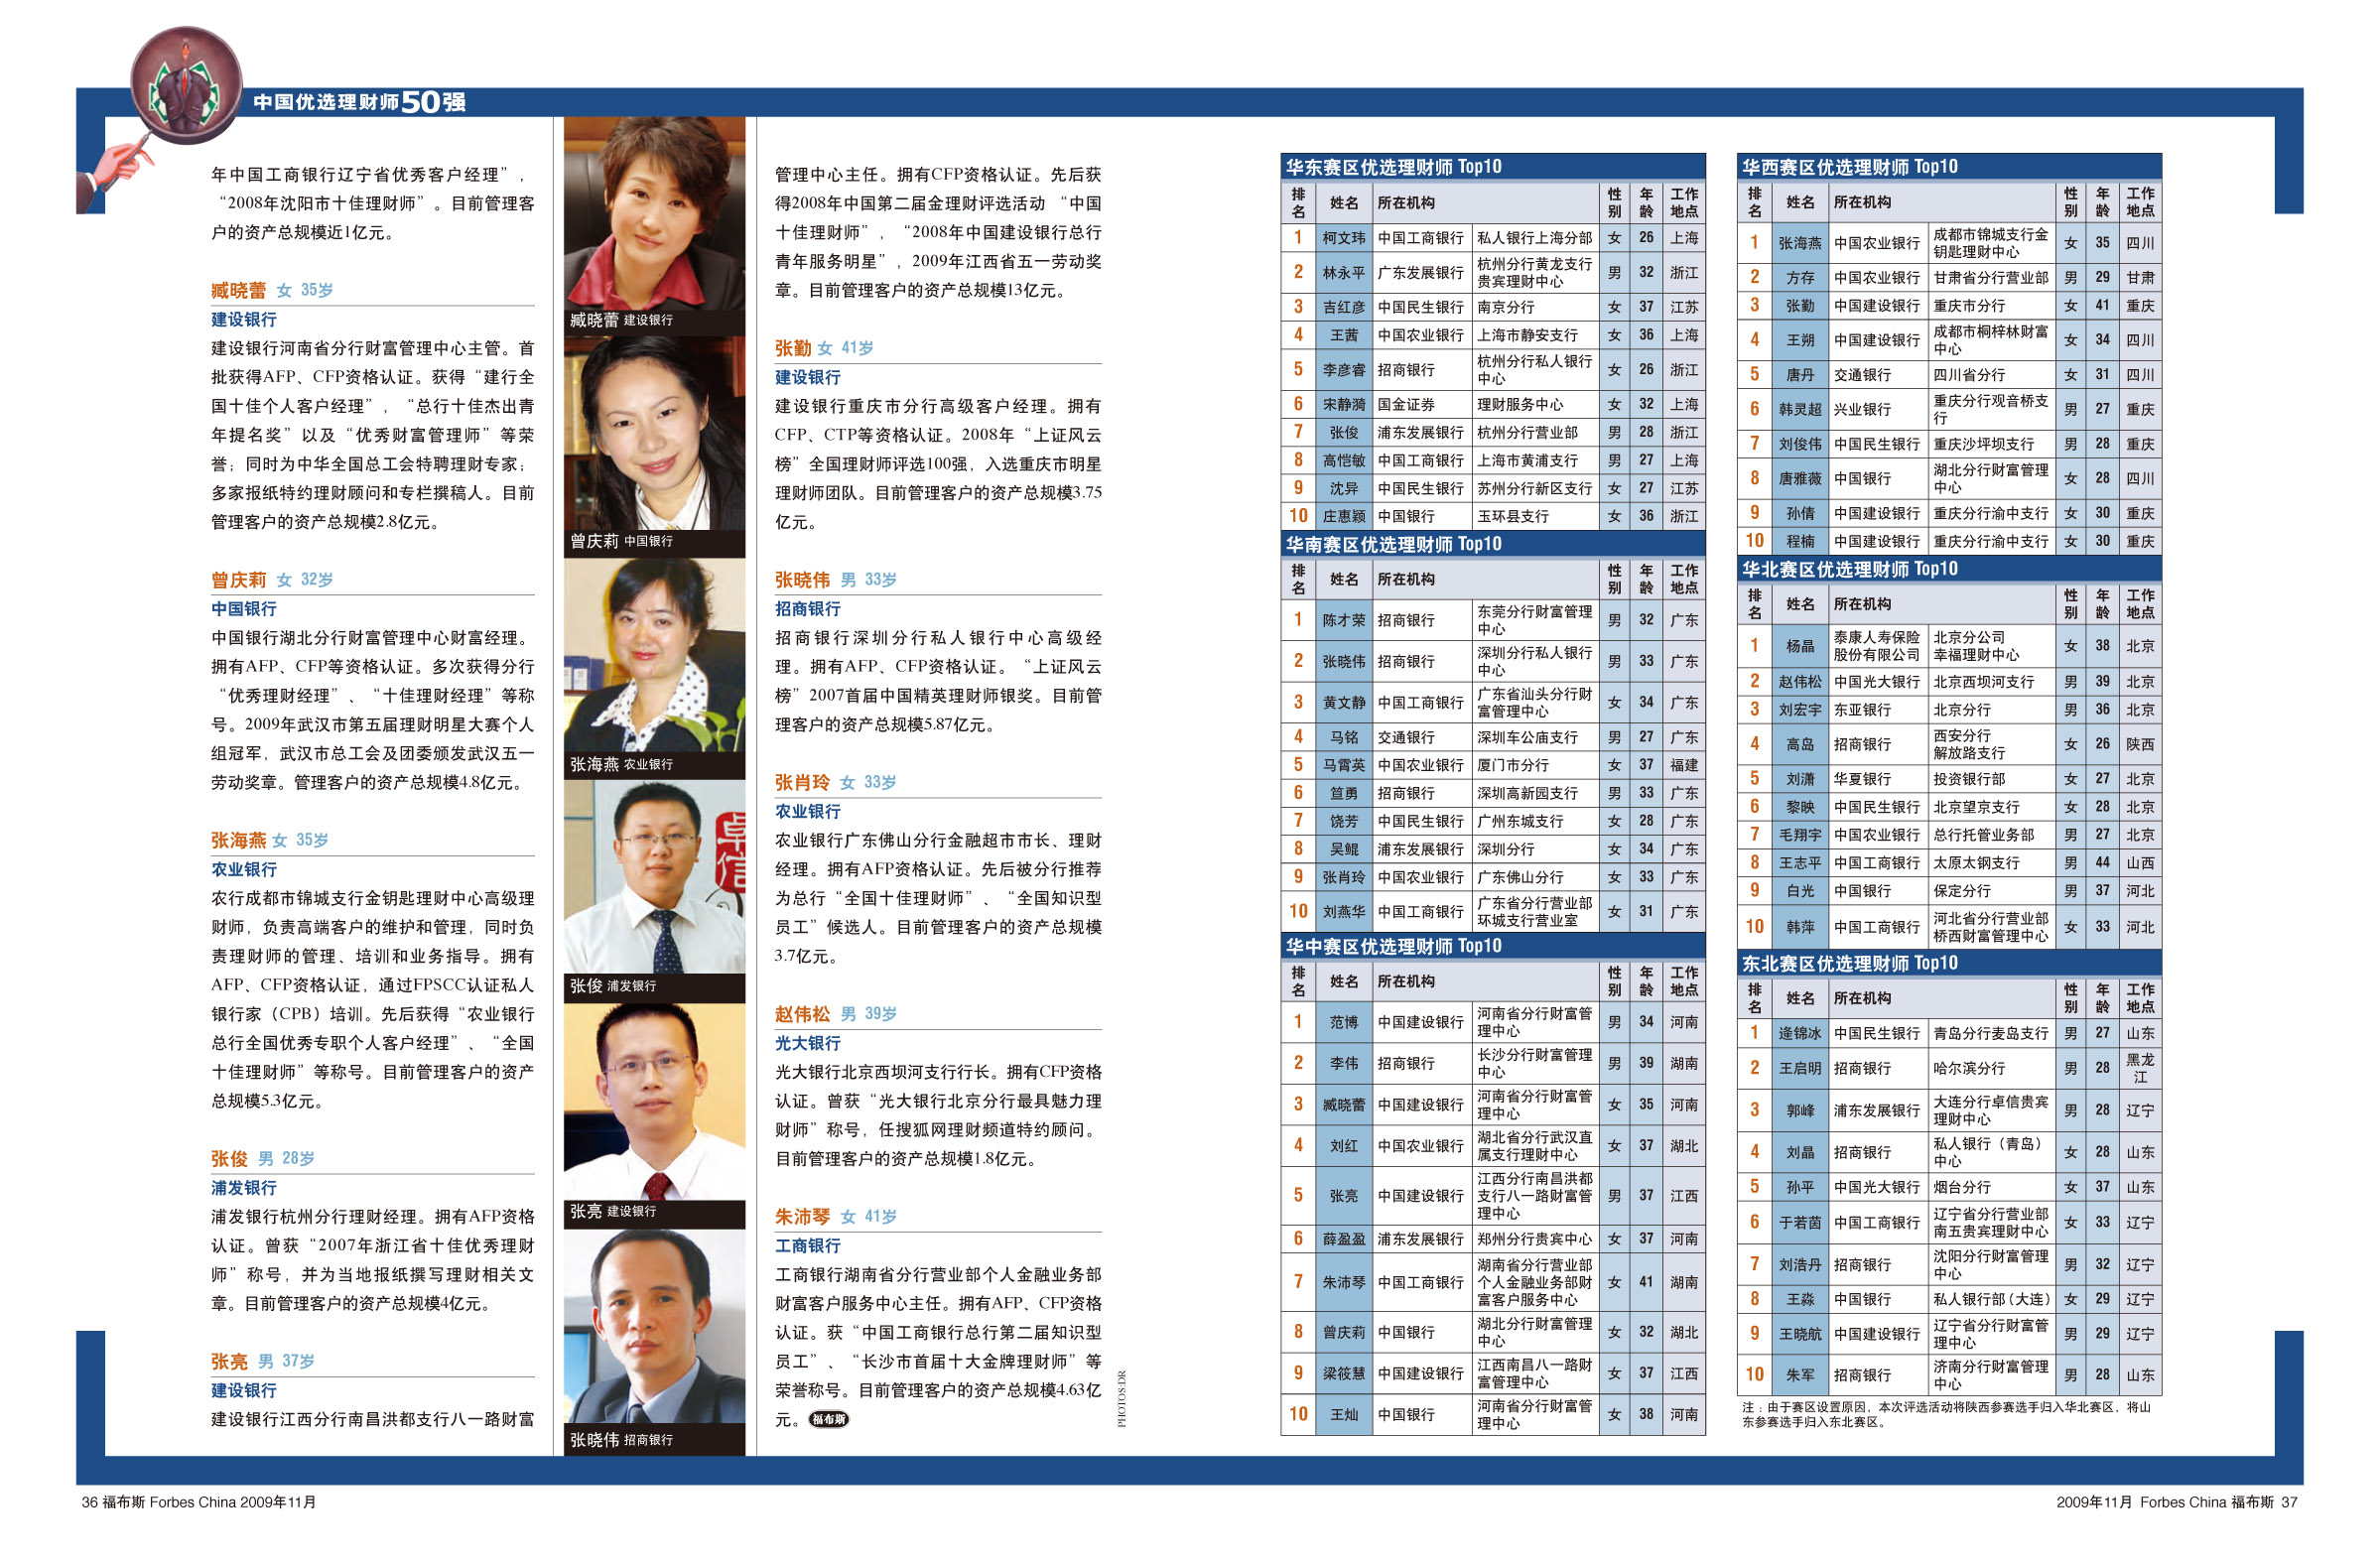 中国优选理财师50强
年中国工商银行辽宁省优秀客户经理”，
“2008年沈阳市十佳理财师”。目前管理客
户的资产总规模近1亿元。
臧晓蕾 女 35岁
建设银行
建设银行河南省分行财富管理中心主管。首
批获得AFP、CFP资格认证。获得“建行全
国十佳个人客户经理”，“总行十佳杰出青
年提名奖”以及“优秀财富管理师”等荣
誉；同时为中华全国总工会特聘理财专家；
多家报纸特约理财顾问和专栏撰稿人。目前
管理客户的资产总规模2.8亿元。
曾庆莉 女 32岁
中国银行
中国银行湖北分行财富管理中心财富经理。
拥有AFP、CFP等资格认证。多次获得分行
“优秀理财经理”、“十佳理财经理”等称
号。2009年武汉市第五届理财明星大赛个人
组冠军，武汉市总工会及团委颁发武汉五一
劳动奖章。管理客户的资产总规模4.8亿元。
张海燕 女 35岁
农业银行
农行成都市锦城支行金钥匙理财中心高级理
财师，负责高端客户的维护和管理，同时负
责理财师的管理、培训和业务指导。拥有
AFP、CFP资格认证，通过FPSCC认证私人
银行家（CPB）培训。先后获得“农业银行
总行全国优秀专职个人客户经理”、“全国
十佳理财师”等称号。目前管理客户的资产
总规模5.3亿元。
张俊 男 28岁
浦发银行
浦发银行杭州分行理财经理。拥有AFP资格
认证。曾获“2007年浙江省十佳优秀理财
师”称号，并为当地报纸撰写理财相关文
章。目前管理客户的资产总规模4亿元。
张亮 男 37岁
建设银行
建设银行江西分行南昌洪都支行八一路财富
臧晓蕾 建设银行
曾庆莉 中国银行
张海燕 农业银行
卓信
张俊 浦发银行
张亮 建设银行
张晓伟 招商银行
管理中心主任。拥有CFP资格认证。先后获
得2008年中国第二届金理财评选活动 “中国
十佳理财师”，“2008年中国建设银行总行
青年服务明星”，2009年江西省五一劳动奖
章。目前管理客户的资产总规模13亿元。
张勤 女 41岁
建设银行
建设银行重庆市分行高级客户经理。拥有
CFP、CTP等资格认证。2008年“上证风云
榜”全国理财师评选100强，入选重庆市明星
理财师团队。目前管理客户的资产总规模3.75
亿元。
张晓伟 男 33岁
招商银行
招商银行深圳分行私人银行中心高级经
理。拥有AFP、CFP资格认证。“上证风云
榜”2007首届中国精英理财师银奖。目前管
理客户的资产总规模5.87亿元。
张肖玲 女 33岁
农业银行
农业银行广东佛山分行金融超市市长、理财
经理。拥有AFP资格认证。先后被分行推荐
为总行“全国十佳理财师”、“全国知识型
员工”候选人。目前管理客户的资产总规模
3.7亿元。
赵伟松 男 39岁
光大银行
光大银行北京西坝河支行行长。拥有CFP资格
认证。曾获“光大银行北京分行最具魅力理
财师”称号，任搜狐网理财频道特约顾问。
目前管理客户的资产总规模1.8亿元。
朱沛琴 女 41岁
工商银行
工商银行湖南省分行营业部个人金融业务部
财富客户服务中心主任。拥有AFP、CFP资格
认证。获“中国工商银行总行第二届知识型
员工”、“长沙市首届十大金牌理财师”等
荣誉称号。目前管理客户的资产总规模4.63亿
元。福布斯
PHOTOS:DR
华东赛区优选理财师 Top10
排名 姓名 所在机构 性别 年龄 工作地点
1 柯文玮 中国工商银行 私人银行上海分部 女 26 上海
2 林永平 广东发展银行 杭州分行黄龙支行贵宾理财中心 男 32 浙江
3 吉红彦 中国民生银行 南京分行 女 37 江苏
4 王茜 中国农业银行 上海市静安支行 女 36 上海
5 李彦睿 招商银行 杭州分行私人银行中心 女 26 浙江
6 宋静漪 国金证券 理财服务中心 女 32 上海
7 张俊 浦东发展银行 杭州分行营业部 男 28 浙江
8 高恺敏 中国工商银行 上海市黄浦支行 男 27 上海
9 沈异 中国民生银行 苏州分行新区支行 女 27 江苏
10 庄惠颖 中国银行 玉环县支行 女 36 浙江
华南赛区优选理财师 Top10
排名 姓名 所在机构 性别 年龄 工作地点
1 陈才荣 招商银行 东莞分行财富管理中心 男 32 广东
2 张晓伟 招商银行 深圳分行私人银行中心 男 33 广东
3 黄文静 中国工商银行 广东省汕头分行财富管理中心 女 34 广东
4 马铭 交通银行 深圳车公庙支行 男 27 广东
5 马霄英 中国农业银行 厦门市分行 女 37 福建
6 笪勇 招商银行 深圳高新园支行 男 33 广东
7 饶芳 中国民生银行 广州东城支行 女 28 广东
8 吴鲲 浦东发展银行 深圳分行 女 34 广东
9 张肖玲 中国农业银行 广东佛山分行 女 33 广东
10 刘燕华 中国工商银行 广东省分行营业部环城支行营业室 女 31 广东
华中赛区优选理财师 Top10
排名 姓名 所在机构 性别 年龄 工作地点
1 范博 中国建设银行 河南省分行财富管理中心 男 34 河南
2 李伟 招商银行 长沙分行财富管理中心 男 39 湖南
3 臧晓蕾 中国建设银行 河南省分行财富管理中心 女 35 河南
4 刘红 中国农业银行 湖北省分行武汉直属支行理财中心 女 37 湖北
5 张亮 中国建设银行 江西分行南昌洪都支行八一路财富管理中心 男 37 江西
6 薛盈盈 浦东发展银行 郑州分行贵宾中心 女 37 河南
7 朱沛琴 中国工商银行 湖南省分行营业部个人金融业务部财富客户服务中心 女 41 湖南
8 曾庆莉 中国银行 湖北分行财富管理中心 女 32 湖北
9 梁筱慧 中国建设银行 江西南昌八一路财富管理中心 女 37 江西
10 王灿 中国银行 河南省分行财富管理中心 女 38 河南
华西赛区优选理财师 Top10
排名 姓名 所在机构 性别 年龄 工作地点
1 张海燕 中国农业银行 成都市锦城支行金钥匙理财中心 女 35 四川
2 方存 中国农业银行 甘肃省分行营业部 男 29 甘肃
3 张勤 中国建设银行 重庆市分行 女 41 重庆
4 王朔 中国建设银行 成都市桐梓林财富中心 女 34 四川
5 唐丹 交通银行 四川省分行 女 31 四川
6 韩灵超 兴业银行 重庆分行观音桥支行 男 27 重庆
7 刘俊伟 中国民生银行 重庆沙坪坝支行 男 28 重庆
8 唐雅薇 中国银行 湖北分行财富管理中心 女 28 四川
9 孙倩 中国建设银行 重庆分行渝中支行 女 30 重庆
10 程楠 中国建设银行 重庆分行渝中支行 女 30 重庆
华北赛区优选理财师 Top10
排名 姓名 所在机构 性别 年龄 工作地点
1 杨晶 泰康人寿保险股份有限公司 北京分公司幸福理财中心 女 38 北京
2 赵伟松 中国光大银行 北京西坝河支行 男 39 北京
3 刘宏宇 东亚银行 北京分行 男 36 北京
4 高岛 招商银行 西安分行解放路支行 女 26 陕西
5 刘潇 华夏银行 投资银行部 女 27 北京
6 黎映 中国民生银行 北京望京支行 女 28 北京
7 毛翔宇 中国农业银行 总行托管业务部 男 27 北京
8 王志平 中国工商银行 太原太钢支行 男 44 山西
9 白光 中国银行 保定分行 男 37 河北
10 韩萍 中国工商银行 河北省分行营业部桥西财富管理中心 女 33 河北
东北赛区优选理财师 Top10
排名 姓名 所在机构 性别 年龄 工作地点
1 逄锦冰 中国民生银行 青岛分行麦岛支行 男 27 山东
2 王启明 招商银行 哈尔滨分行 男 28 黑龙江
3 郭峰 浦东发展银行 大连分行卓信贵宾理财中心 男 28 辽宁
4 刘晶 招商银行 私人银行（青岛）中心 女 28 山东
5 孙平 中国光大银行 烟台分行 女 37 山东
6 于若茵 中国工商银行 辽宁省分行营业部南五贵宾理财中心 女 33 辽宁
7 刘浩丹 招商银行 沈阳分行财富管理中心 男 32 辽宁
8 王淼 中国银行 私人银行部（大连） 女 29 辽宁
9 王晓航 中国建设银行 辽宁省分行财富管理中心 男 29 辽宁
10 朱军 招商银行 济南分行财富管理中心 男 28 山东
注：由于赛区设置原因，本次评选活动将陕西参赛选手归入华北赛区，将山
东参赛选手归入东北赛区。
36 福布斯 Forbes China 2009年11月
2009年11月 Forbes China 福布斯 37